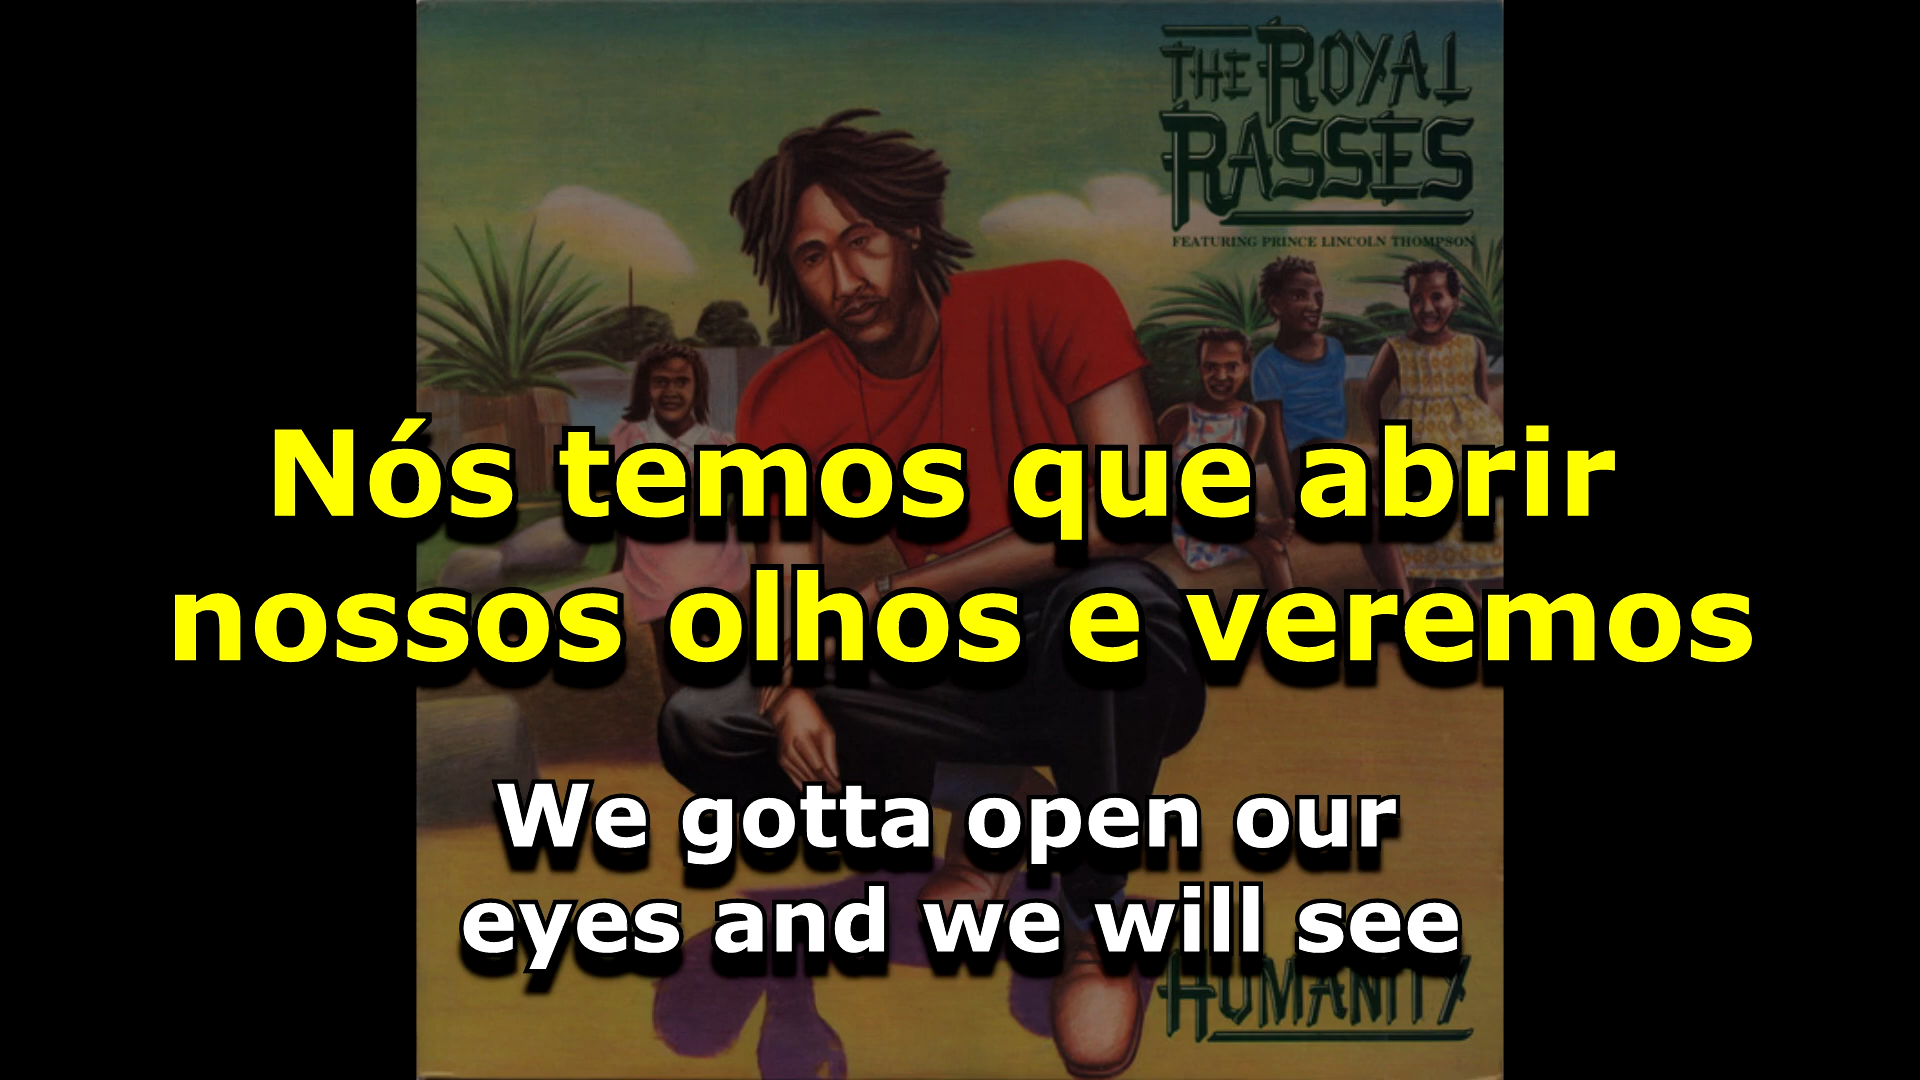 THE ROYAL
RASSES
FEATURING PRINCE LINCOLN THOMPSON
Nós temos que abrir
nossos olhos e veremos
We gotta open our
eyes and we will see
HUMANITY